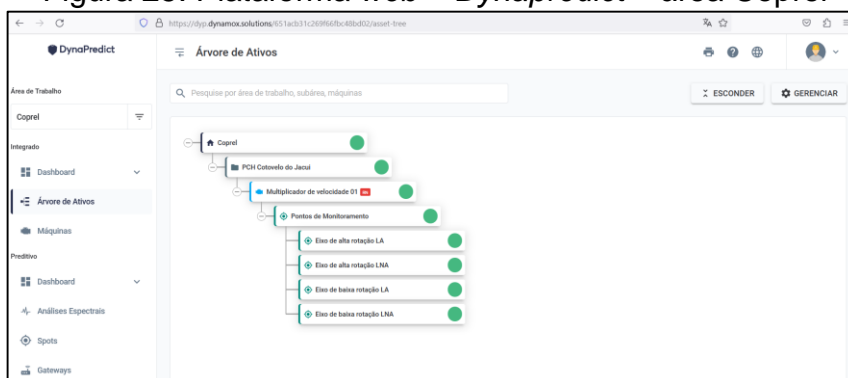 Figura 23: Plataforma web – Dynapredict – área Coprel
https://dyp.dynamox.solutions/651acb31c269f66fbc48bd02/asset-tree
DynaPredict
Árvore de Ativos
Área de Trabalho
Pesquise por área de trabalho, subárea, máquinas
ESCONDER
GERENCIAR
Coprel
Integrado
Dashboard
Árvore de Ativos
Máquinas
Preditivo
Dashboard
Análises Espectrais
Spots
Gateways
Coprel
PCH Cotovelo do Jacui
Multiplicador de velocidade 01
Pontos de Monitoramento
Eixo de alta rotação LA
Eixo de alta rotação LNA
Eixo de baixa rotação LA
Eixo de baixa rotação LNA